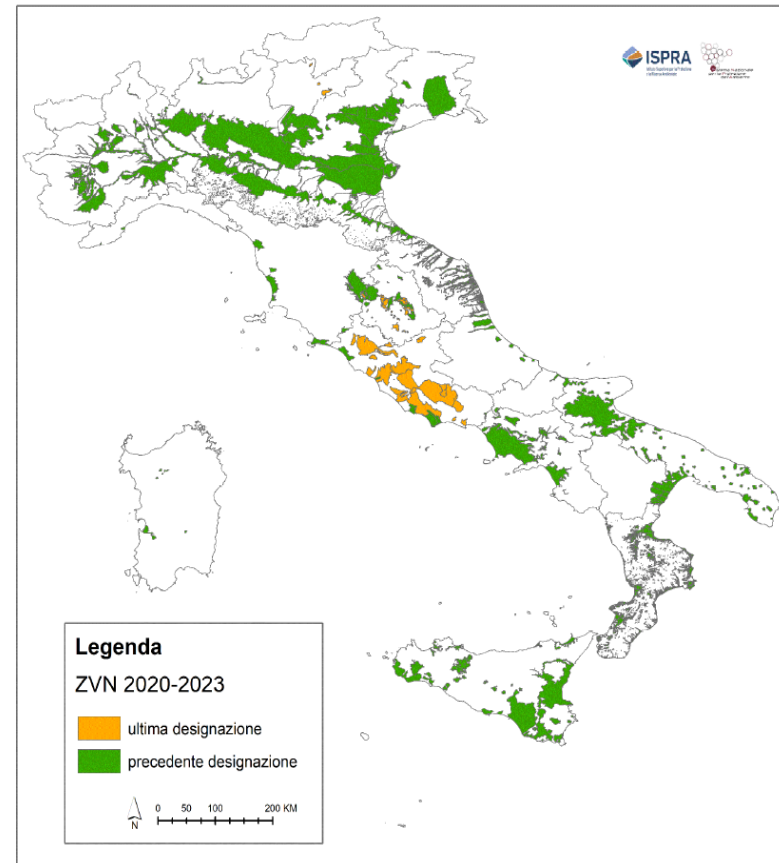 ISPRA
Legenda
ZVN 2020-2023
ultima designazione
precedente designazione
N
0 50 100 200 KM